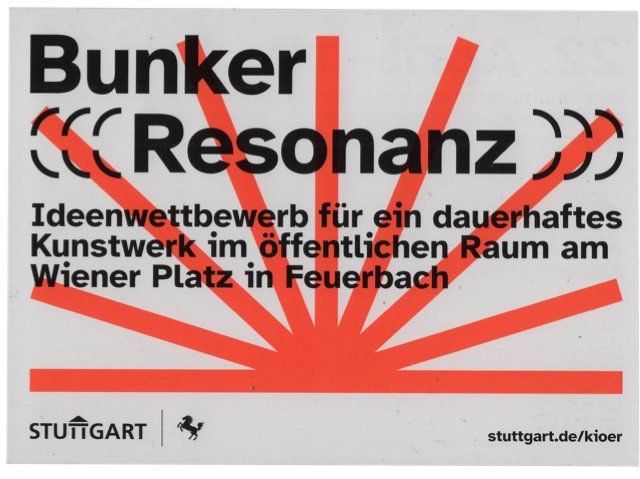 Bunker
(((Resonanz)))
Ideenwettbewerb für ein dauerhaftes
Kunstwerk im öffentlichen Raum am
Wiener Platz in Feuerbach
STUTTGART
stuttgart.de/kioer